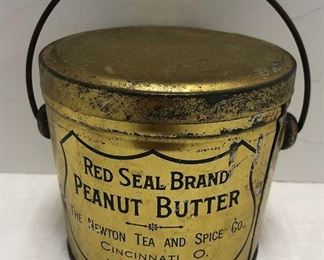 RED SEAL BRAND
PEANUT BUTTER
THE NEWTON TEA AND SPICE CO.
CINCINNATI, O.